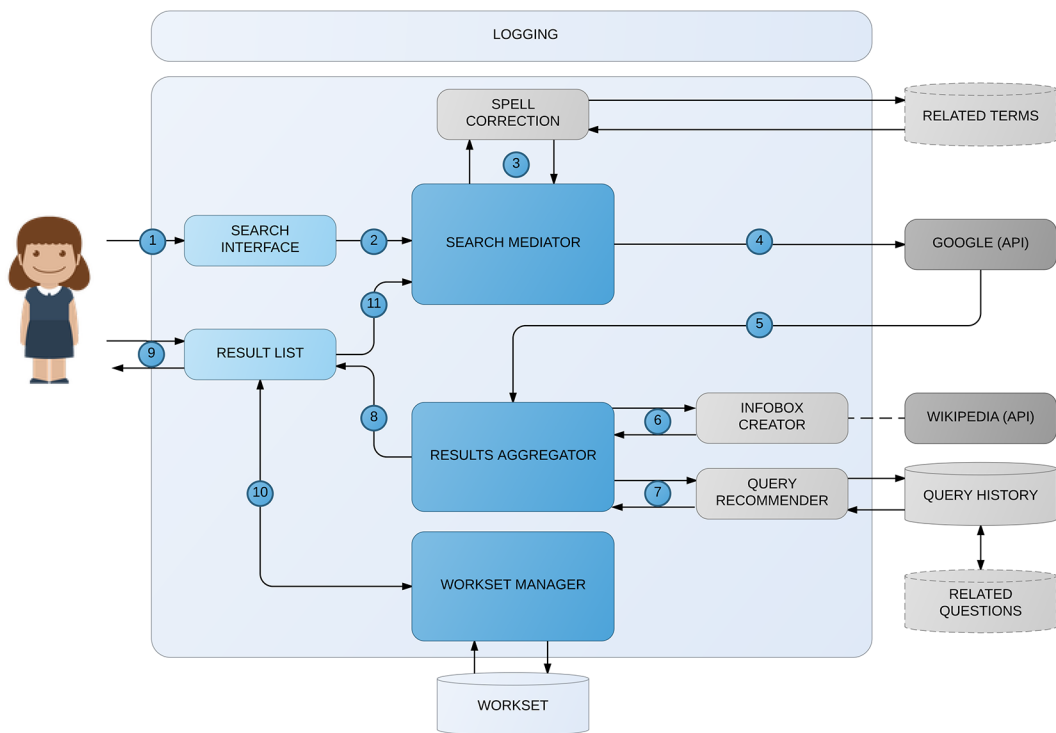 LOGGING
SPELL
CORRECTION
RELATED TERMS
3
1
SEARCH
INTERFACE
2
SEARCH MEDIATOR
4
GOOGLE (API)
11
5
9
RESULT LIST
8
6
INFOBOX
CREATOR
WIKIPEDIA (API)
RESULTS AGGREGATOR
7
QUERY
RECOMMENDER
QUERY HISTORY
10
WORKSET MANAGER
RELATED
QUESTIONS
WORKSET